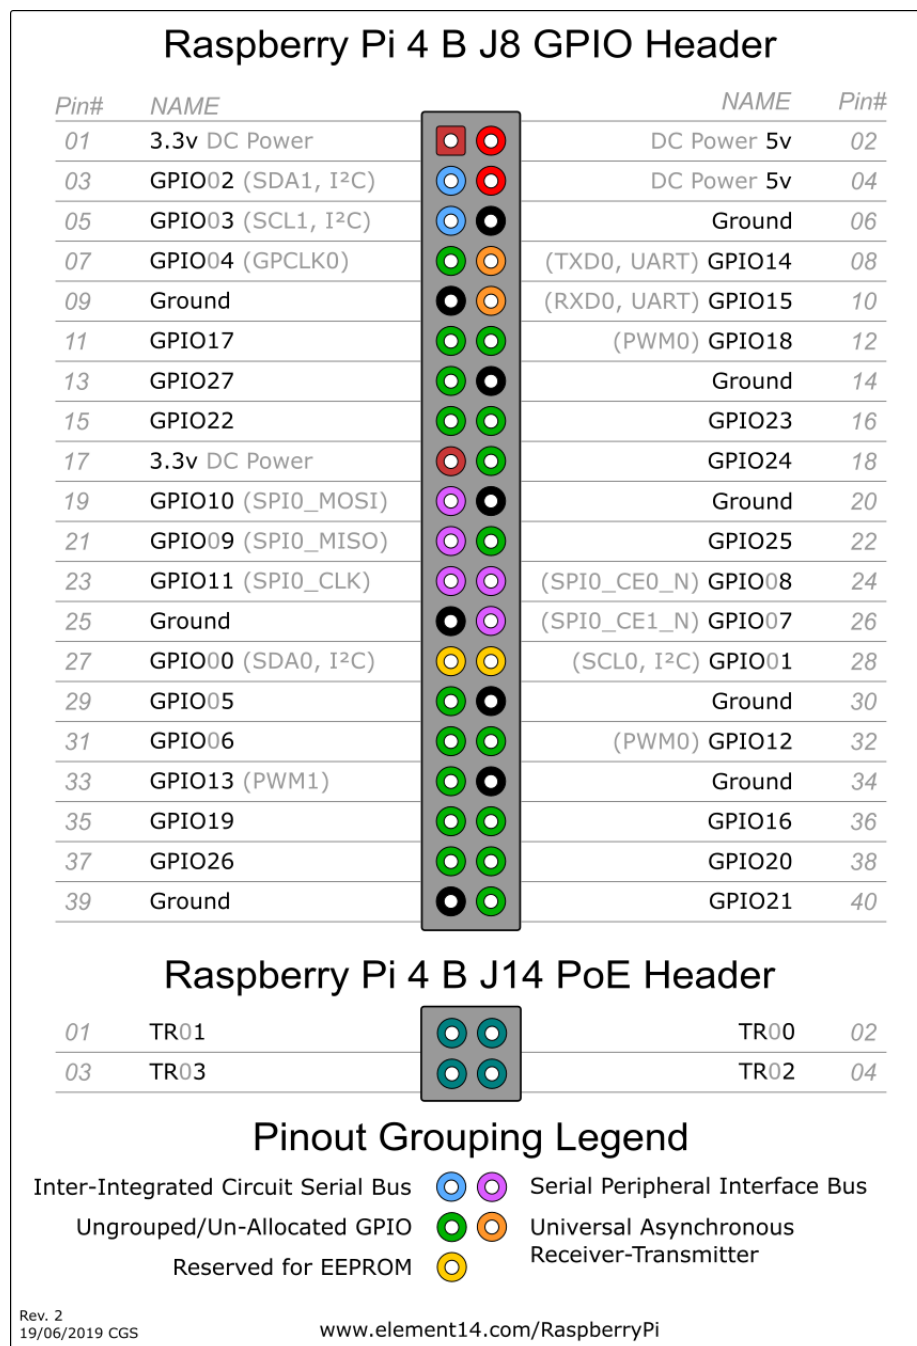 Raspberry Pi 4 B J8 GPIO Header
Pin# NAME NAME Pin#
01 3.3v DC Power DC Power 5v 02
03 GPIO02 (SDA1, I²C) DC Power 5v 04
05 GPIO03 (SCL1, I²C) Ground 06
07 GPIO04 (GPCLK0) (TXD0, UART) GPIO14 08
09 Ground (RXD0, UART) GPIO15 10
11 GPIO17 (PWM0) GPIO18 12
13 GPIO27 Ground 14
15 GPIO22 GPIO23 16
17 3.3v DC Power GPIO24 18
19 GPIO10 (SPI0_MOSI) Ground 20
21 GPIO09 (SPI0_MISO) GPIO25 22
23 GPIO11 (SPI0_CLK) (SPI0_CE0_N) GPIO08 24
25 Ground (SPI0_CE1_N) GPIO07 26
27 GPIO00 (SDA0, I²C) (SCL0, I²C) GPIO01 28
29 GPIO05 Ground 30
31 GPIO06 (PWM0) GPIO12 32
33 GPIO13 (PWM1) Ground 34
35 GPIO19 GPIO16 36
37 GPIO26 GPIO20 38
39 Ground GPIO21 40
Raspberry Pi 4 B J14 PoE Header
01 TR01 TR00 02
03 TR03 TR02 04
Pinout Grouping Legend
Inter-Integrated Circuit Serial Bus Serial Peripheral Interface Bus
Ungrouped/Un-Allocated GPIO Universal Asynchronous
Receiver-Transmitter
Reserved for EEPROM
Rev. 2
19/06/2019 CGS www.element14.com/RaspberryPi